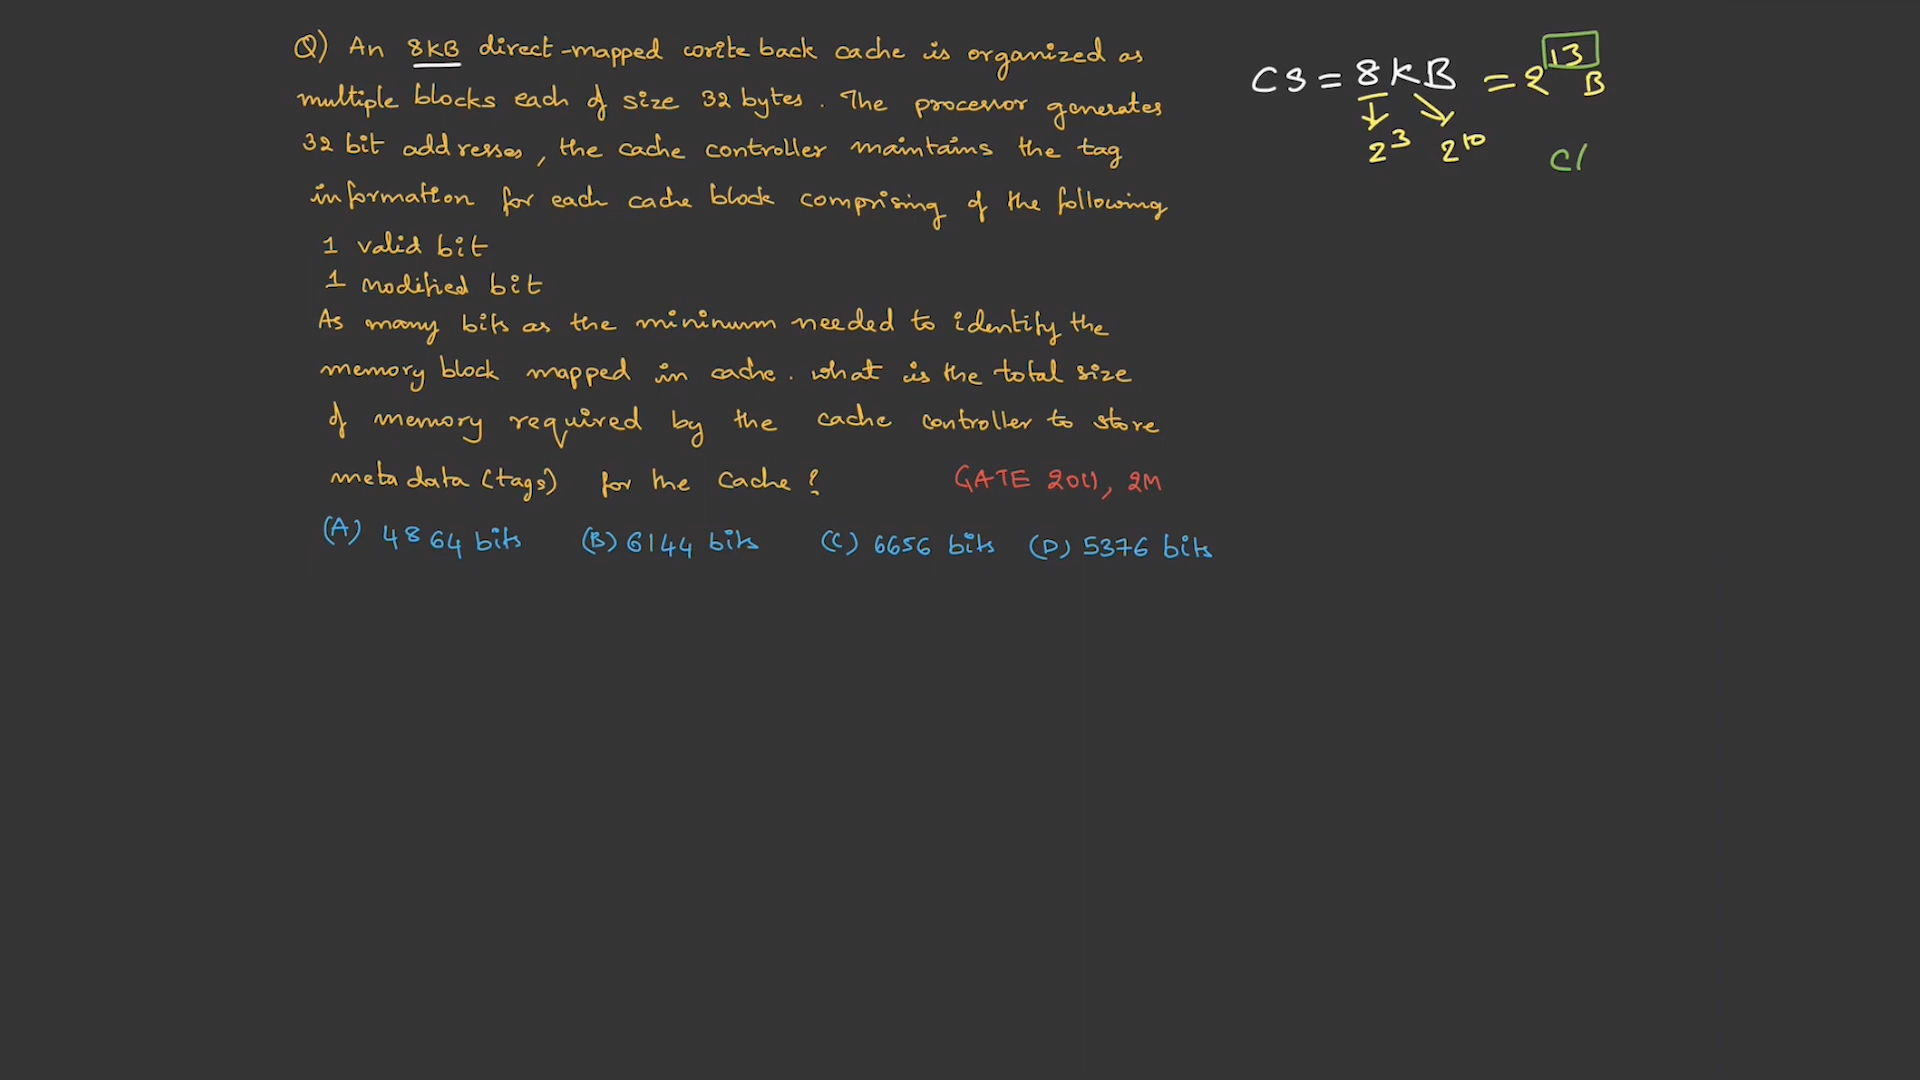 Q) An 8KB direct-mapped write back cache is organized as
multiple blocks each of size 32 bytes. The processor generates
32 bit addresses, the cache controller maintains the tag
information for each cache block comprising of the following
1 valid bit
1 modified bit
As many bits as the mininum needed to identify the
memory block mapped in cache. what is the total size
of memory required by the cache controller to store
meta data (tags) for the cache?
GATE 2011, 2M
(A) 4864 bits (B) 6144 bits (C) 6656 bits (D) 5376 bits
CS = 8KB = 2^13 B
2^3 2^10